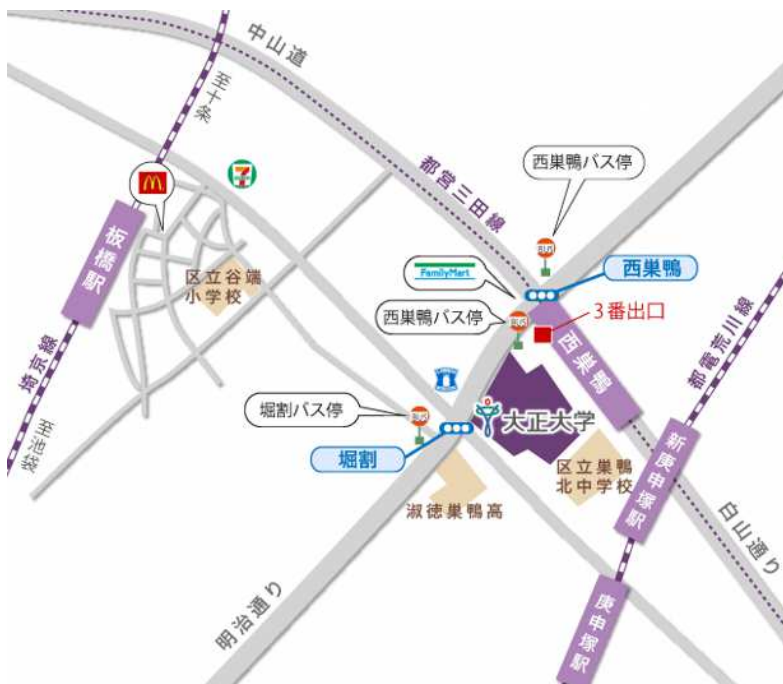 中山道
至十条
西巣鴨バス停
都営三田線
板橋駅
区立谷端
小学校
FamilyMart
西巣鴨
西巣鴨バス停
3番出口
都電荒川線
埼京線
西巣鴨
堀割バス停
大正大学
至池袋
堀割
区立巣鴨
北中学校
新庚申塚駅
淑徳巣鴨高
白山通り
明治通り
庚申塚駅